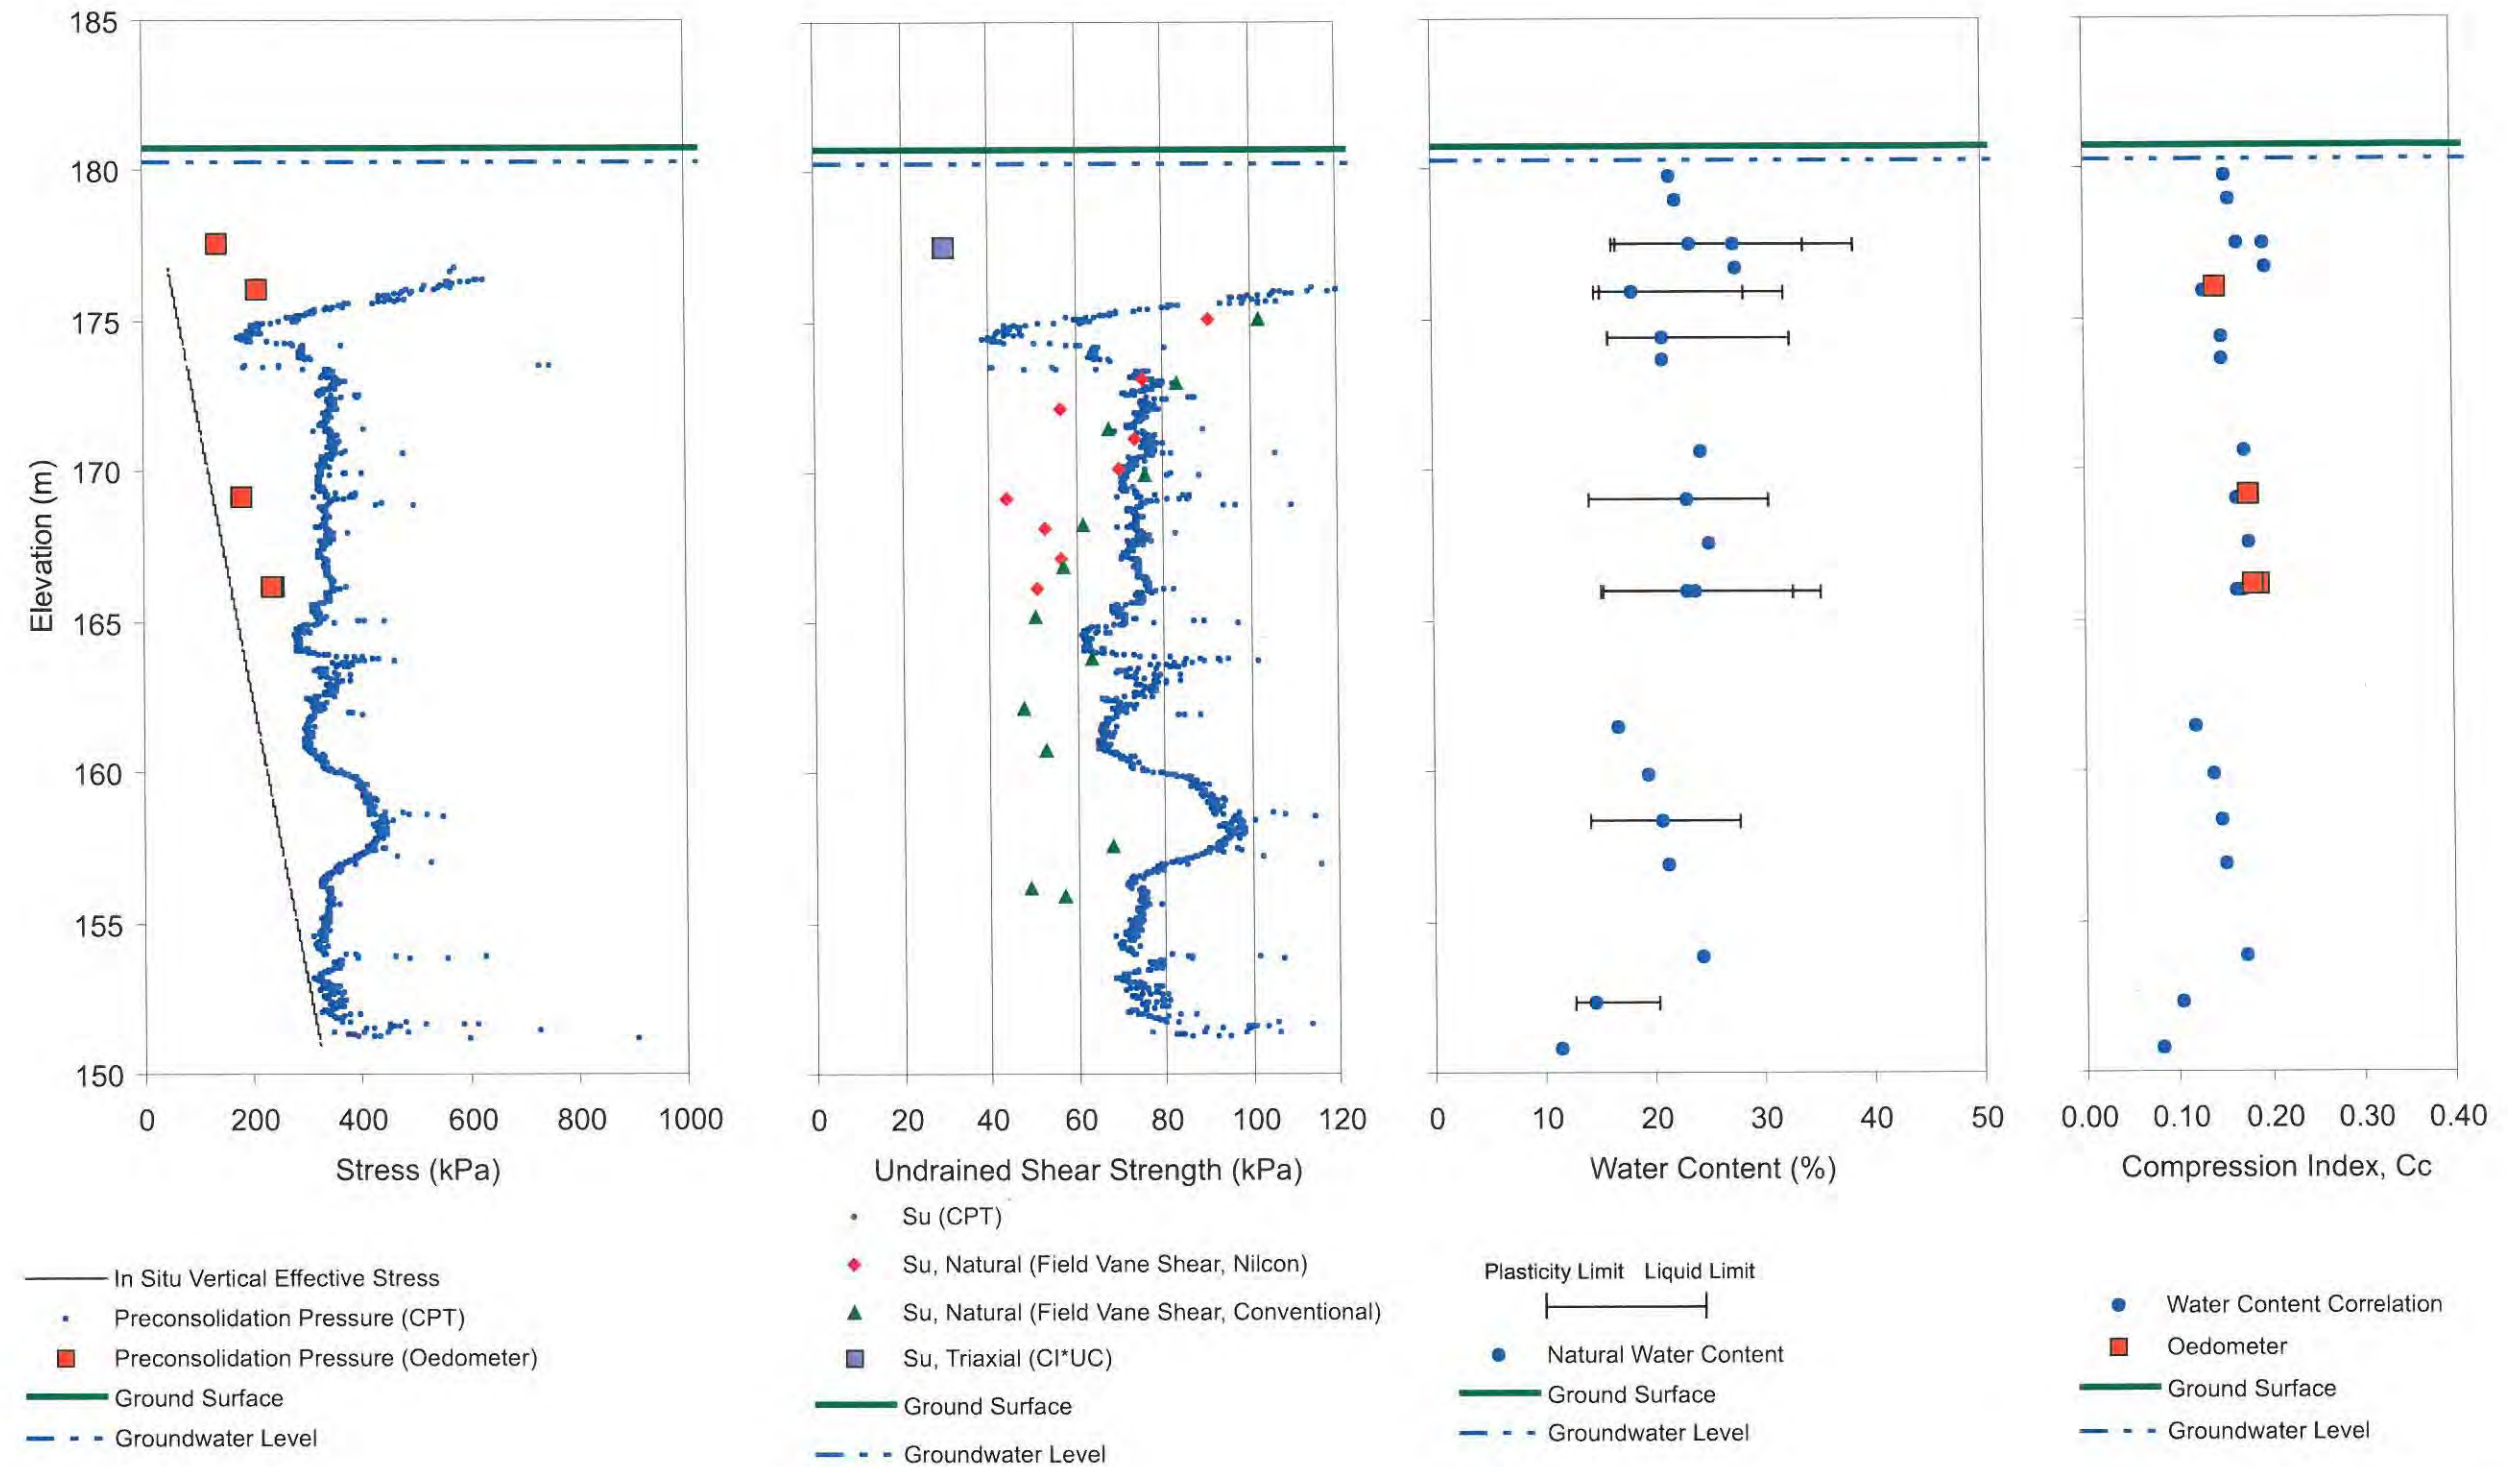 185
180
175
170
165
160
155
150
Elevation (m)
0 200 400 600 800 1000
0 20 40 60 80 100 120
0 10 20 30 40 50
0.00 0.10 0.20 0.30 0.40
Stress (kPa)
Undrained Shear Strength (kPa)
Water Content (%)
Compression Index, Cc
In Situ Vertical Effective Stress
Preconsolidation Pressure (CPT)
Preconsolidation Pressure (Oedometer)
Ground Surface
Groundwater Level
Su (CPT)
Su, Natural (Field Vane Shear, Nilcon)
Su, Natural (Field Vane Shear, Conventional)
Su, Triaxial (CI*UC)
Ground Surface
Groundwater Level
Plasticity Limit Liquid Limit
Natural Water Content
Ground Surface
Groundwater Level
Water Content Correlation
Oedometer
Ground Surface
Groundwater Level